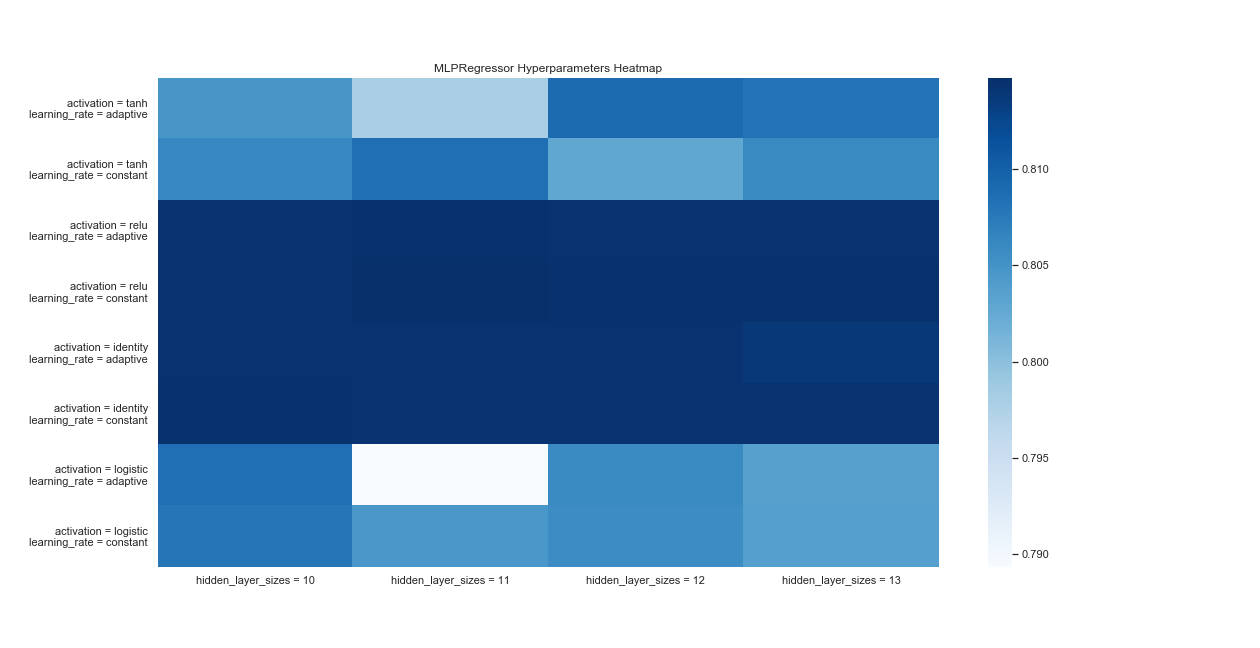 MLPRegressor Hyperparameters Heatmap
activation = tanh
learning_rate = adaptive
activation = tanh
learning_rate = constant
activation = relu
learning_rate = adaptive
activation = relu
learning_rate = constant
activation = identity
learning_rate = adaptive
activation = identity
learning_rate = constant
activation = logistic
learning_rate = adaptive
activation = logistic
learning_rate = constant
hidden_layer_sizes = 10
hidden_layer_sizes = 11
hidden_layer_sizes = 12
hidden_layer_sizes = 13
0.810
0.805
0.800
0.795
0.790